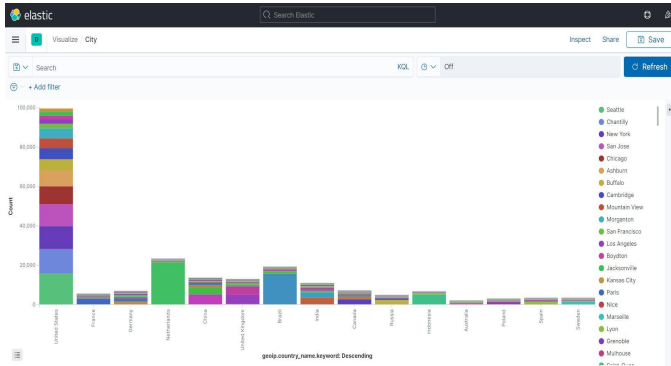 elastic
Search Elastic
D
Visualize
City
Inspect
Share
Save
Search
KQL
Off
Refresh
+ Add filter
100,000
80,000
60,000
40,000
20,000
0
Count
United States
France
Germany
Netherlands
China
United Kingdom
Brazil
India
Canada
Russia
Indonesia
Australia
Poland
Spain
Sweden
geoip.country_name.keyword: Descending
Seattle
Chantilly
New York
San Jose
Chicago
Ashburn
Buffalo
Cambridge
Mountain View
Morganton
San Francisco
Los Angeles
Boydton
Jacksonville
Kansas City
Paris
Nice
Marseille
Lyon
Grenoble
Mulhouse